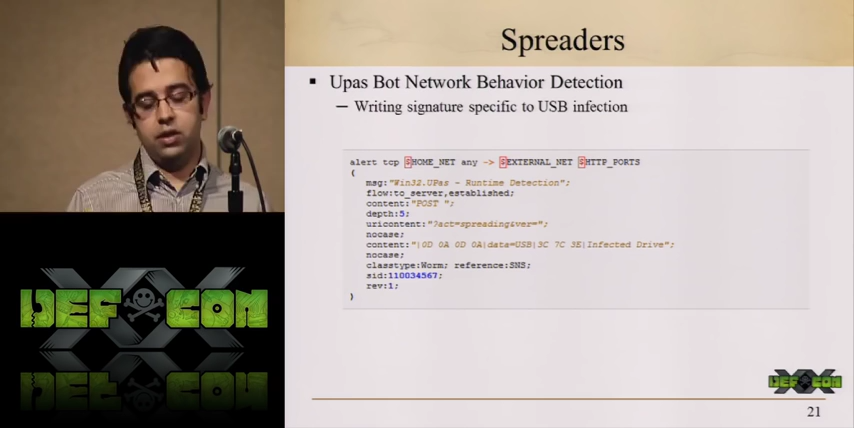 Spreaders
▪ Upas Bot Network Behavior Detection
– Writing signature specific to USB infection
alert tcp $HOME_NET any -> $EXTERNAL_NET $HTTP_PORTS
(
msg:"Win32.UPas - Runtime Detection";
flow:to_server,established;
content:"POST ";
depth:5;
uricontent:"?act=spreading&ver=";
nocase;
content:"|0D 0A 0D 0A|data=USB|3C 7C 3E|Infected Drive";
nocase;
classtype:Worm; reference:SNS;
sid:110034567;
rev:1;
)
DEF CON
XX
DEF CON
XX
21